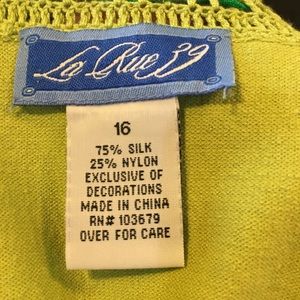 La Rue 39
16
75% SILK
25% NYLON
EXCLUSIVE OF
DECORATIONS
MADE IN CHINA
RN# 103679
OVER FOR CARE